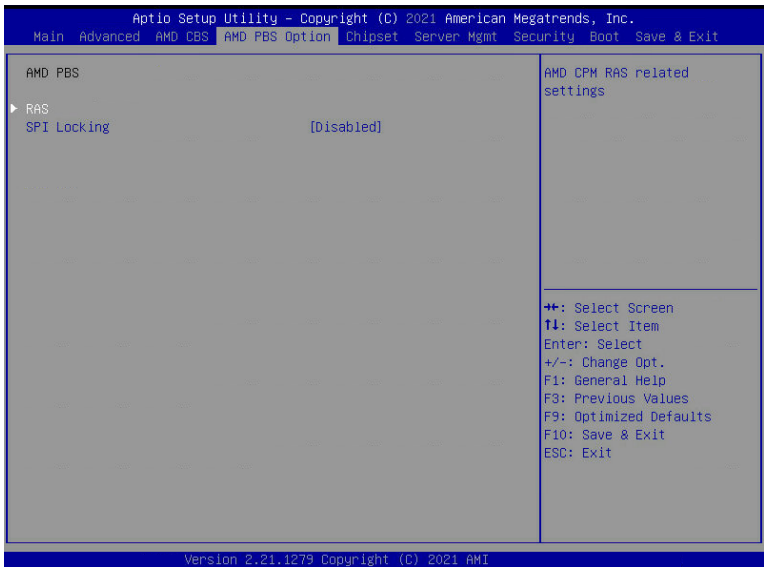 Aptio Setup Utility – Copyright (C) 2021 American Megatrends, Inc.
Main Advanced AMD CBS AMD PBS Option Chipset Server Mgmt Security Boot Save & Exit
AMD PBS
RAS
SPI Locking [Disabled]
AMD CPM RAS related
settings
→←: Select Screen
↑↓: Select Item
Enter: Select
+/-: Change Opt.
F1: General Help
F3: Previous Values
F9: Optimized Defaults
F10: Save & Exit
ESC: Exit
Version 2.21.1279 Copyright (C) 2021 AMI